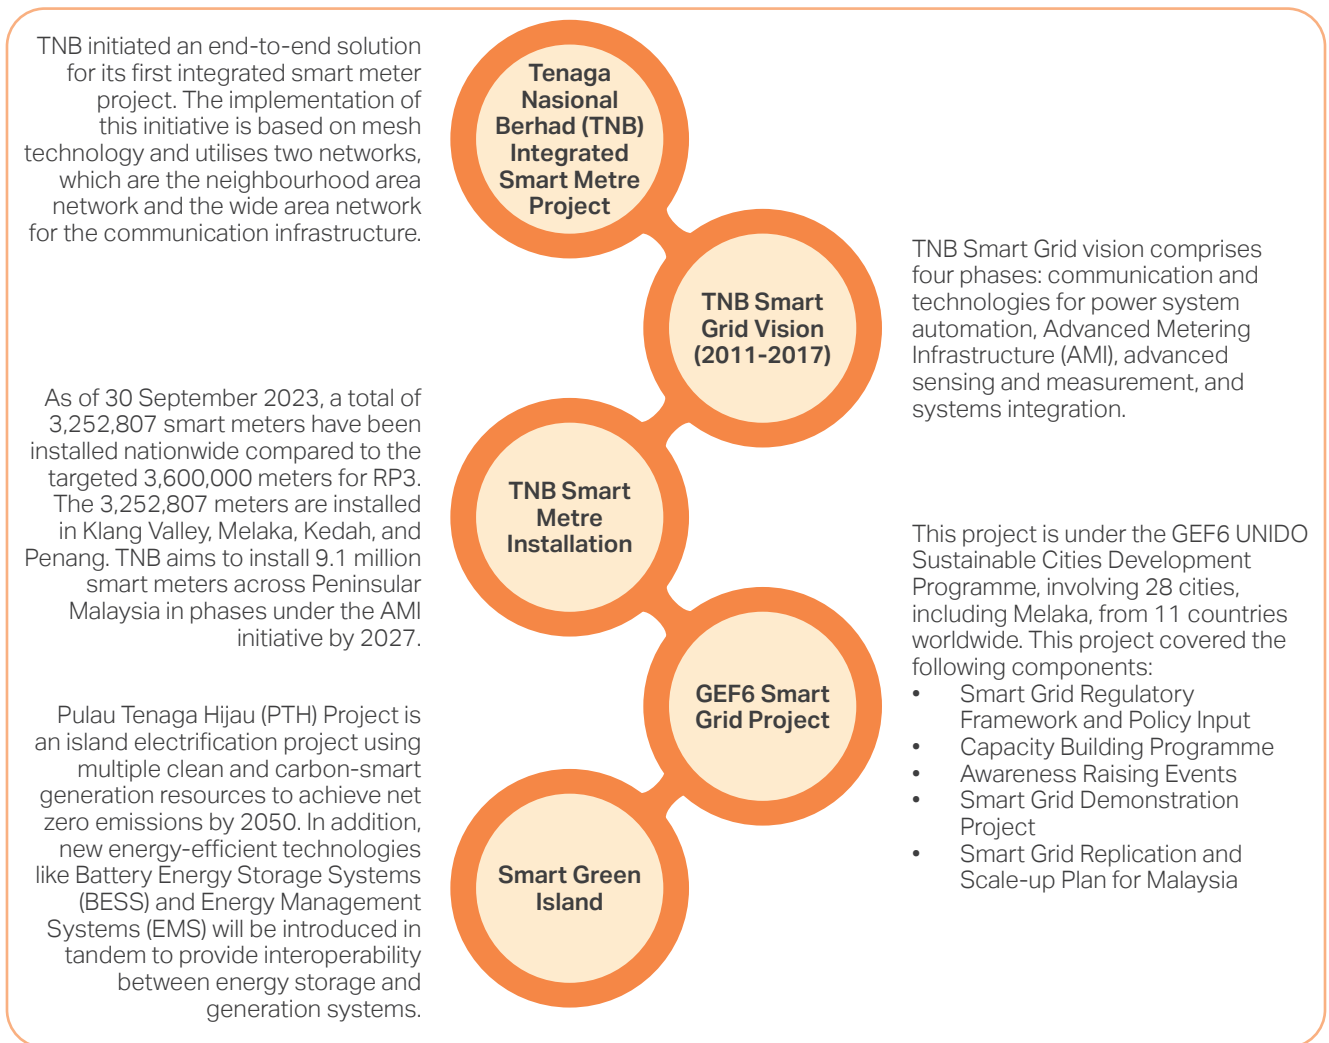 TNB initiated an end-to-end solution
for its first integrated smart meter
project. The implementation of
this initiative is based on mesh
technology and utilises two networks,
which are the neighbourhood area
network and the wide area network
for the communication infrastructure.
Tenaga
Nasional
Berhad (TNB)
Integrated
Smart Metre
Project
TNB Smart
Grid Vision
(2011-2017)
TNB Smart Grid vision comprises
four phases: communication and
technologies for power system
automation, Advanced Metering
Infrastructure (AMI), advanced
sensing and measurement, and
systems integration.
As of 30 September 2023, a total of
3,252,807 smart meters have been
installed nationwide compared to the
targeted 3,600,000 meters for RP3.
The 3,252,807 meters are installed
in Klang Valley, Melaka, Kedah, and
Penang. TNB aims to install 9.1 million
smart meters across Peninsular
Malaysia in phases under the AMI
initiative by 2027.
TNB Smart
Metre
Installation
GEF6 Smart
Grid Project
This project is under the GEF6 UNIDO
Sustainable Cities Development
Programme, involving 28 cities,
including Melaka, from 11 countries
worldwide. This project covered the
following components:
• Smart Grid Regulatory
Framework and Policy Input
• Capacity Building Programme
• Awareness Raising Events
• Smart Grid Demonstration
Project
• Smart Grid Replication and
Scale-up Plan for Malaysia
Pulau Tenaga Hijau (PTH) Project is
an island electrification project using
multiple clean and carbon-smart
generation resources to achieve net
zero emissions by 2050. In addition,
new energy-efficient technologies
like Battery Energy Storage Systems
(BESS) and Energy Management
Systems (EMS) will be introduced in
tandem to provide interoperability
between energy storage and
generation systems.
Smart Green
Island